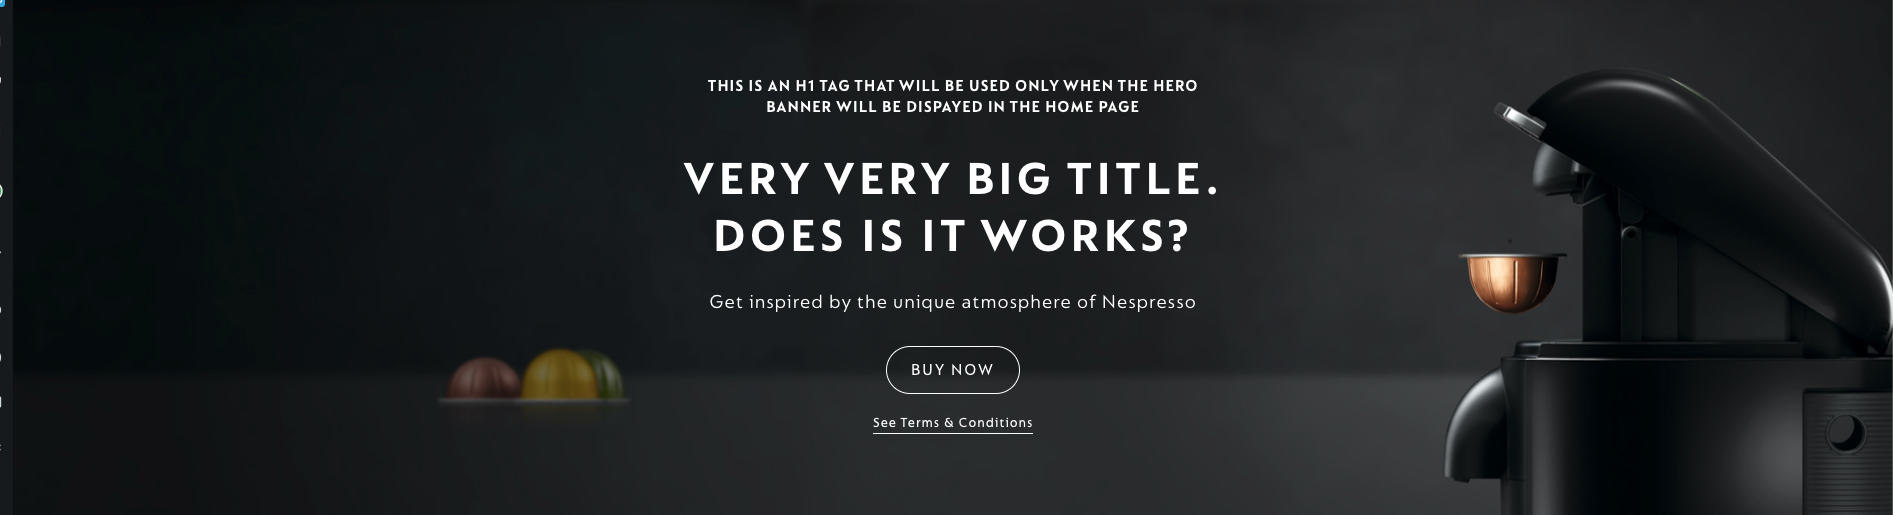 THIS IS AN H1 TAG THAT WILL BE USED ONLY WHEN THE HERO
BANNER WILL BE DISPAYED IN THE HOME PAGE
VERY VERY BIG TITLE.
DOES IS IT WORKS?
Get inspired by the unique atmosphere of Nespresso
BUY NOW
See Terms & Conditions